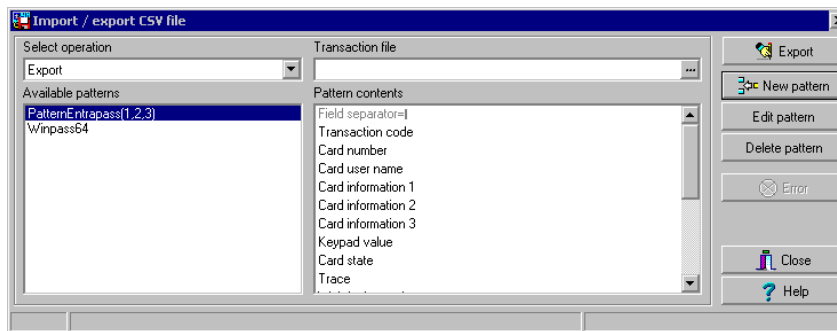 Import / export CSV file
Select operation
Export
Available patterns
PatternEntrapass(1,2,3)
Winpass64
Transaction file
...
Pattern contents
Field separator=|
Transaction code
Card number
Card user name
Card information 1
Card information 2
Card information 3
Keypad value
Card state
Trace
Export
New pattern
Edit pattern
Delete pattern
Error
Close
Help